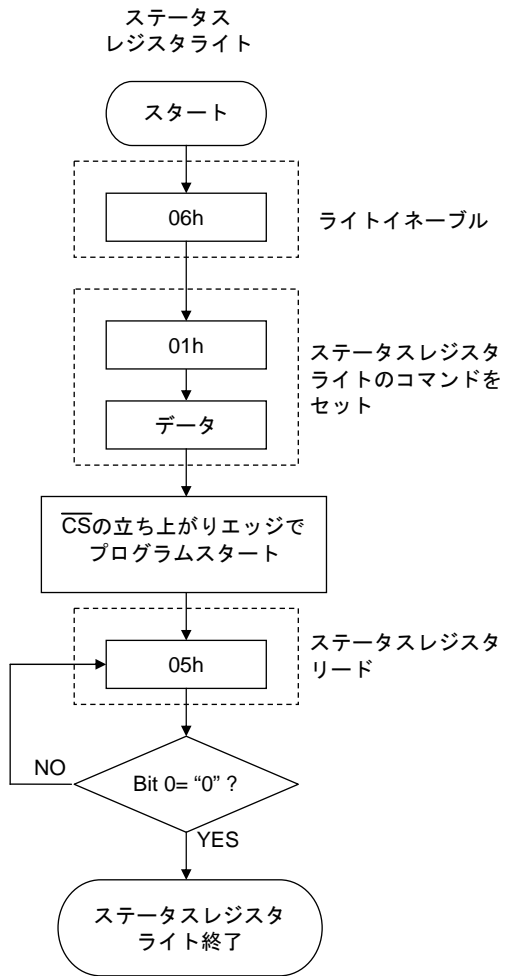 ステータス
レジスタライト
スタート
06h
ライトイネーブル
01h
ステータスレジスタ
ライトのコマンドを
セット
データ
CSの立ち上がりエッジで
プログラムスタート
05h
ステータスレジスタ
リード
NO
Bit 0= “0” ?
YES
ステータスレジスタ
ライト終了